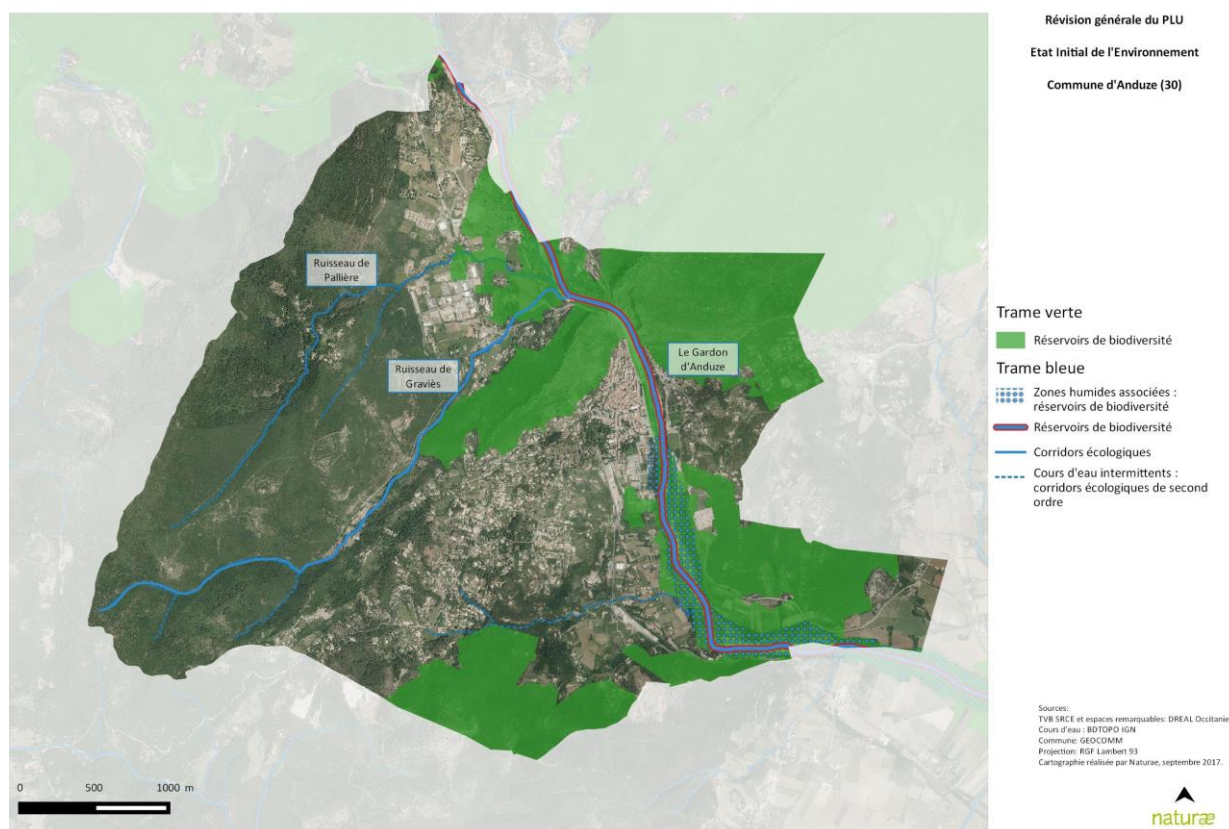 Révision générale du PLU
Etat Initial de l'Environnement
Commune d'Anduze (30)
Ruisseau de
Pallière
Ruisseau de
Graviès
Le Gardon
d'Anduze
Trame verte
Réservoirs de biodiversité
Trame bleue
Zones humides associées :
réservoirs de biodiversité
Réservoirs de biodiversité
Corridors écologiques
Cours d'eau intermittents :
corridors écologiques de second
ordre
0 500 1000 m
Sources:
TVB SRCE et espaces remarquables: DREAL Occitanie
Cours d'eau : BDTOPO IGN
Commune: GEOCOMM
Projection: RGF Lambert 93
Cartographie réalisée par Naturae, septembre 2017.
naturæ